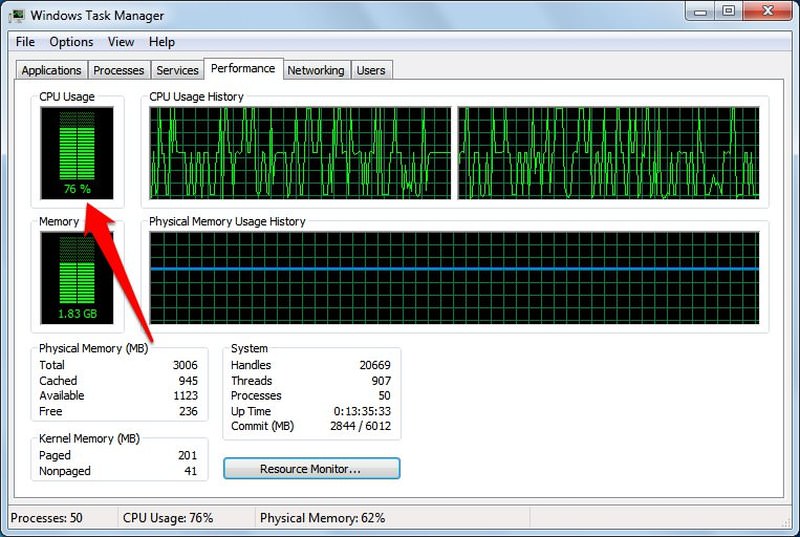 Windows Task Manager
File Options View Help
Applications Processes Services Performance Networking Users
CPU Usage CPU Usage History
76 %
Memory Physical Memory Usage History
1.83 GB
Physical Memory (MB)
Total 3006
Cached 945
Available 1123
Free 236
System
Handles 20669
Threads 907
Processes 50
Up Time 0:13:35:33
Commit (MB) 2844 / 6012
Kernel Memory (MB)
Paged 201
Nonpaged 41
Resource Monitor...
Processes: 50 CPU Usage: 76% Physical Memory: 62%